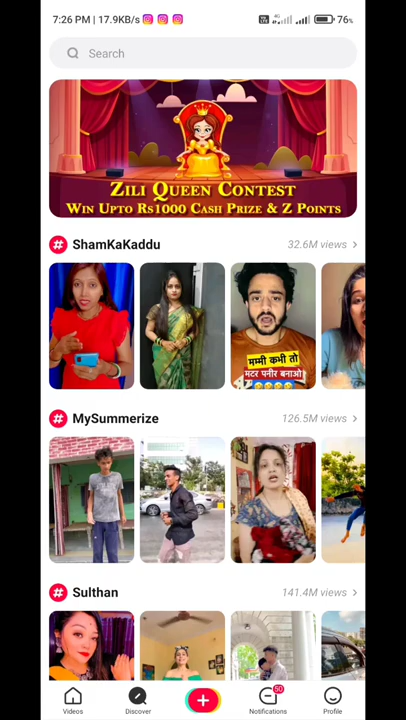 7:26 PM | 17.9KB/s
76%
Search
ZILI QUEEN CONTEST
WIN UPTO RS1000 CASH PRIZE & Z POINTS
# ShamKaKaddu 32.6M views >
मम्मी कभी तो
मटर पनीर बनाओ
# MySummerize 126.5M views >
# Sulthan 141.4M views >
50
Videos Discover Notifications Profile